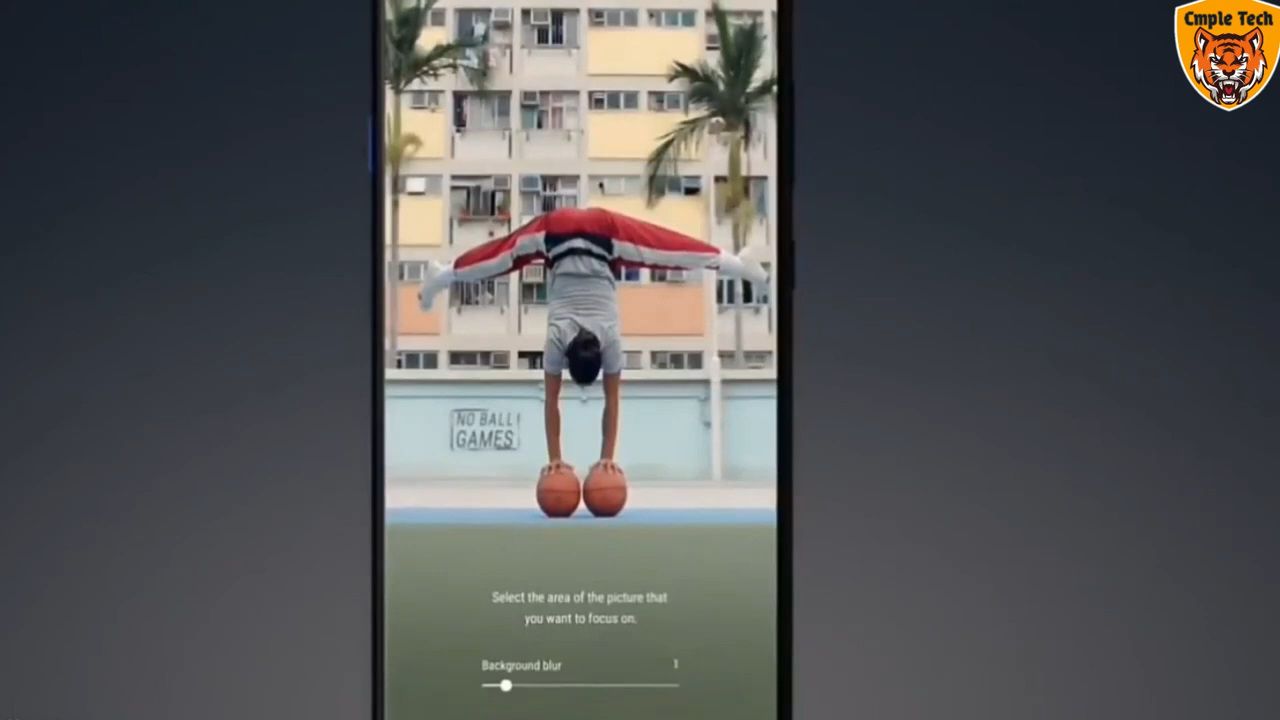 Cmple Tech
NO BALL
GAMES
Select the area of the picture that
you want to focus on.
Background blur
1